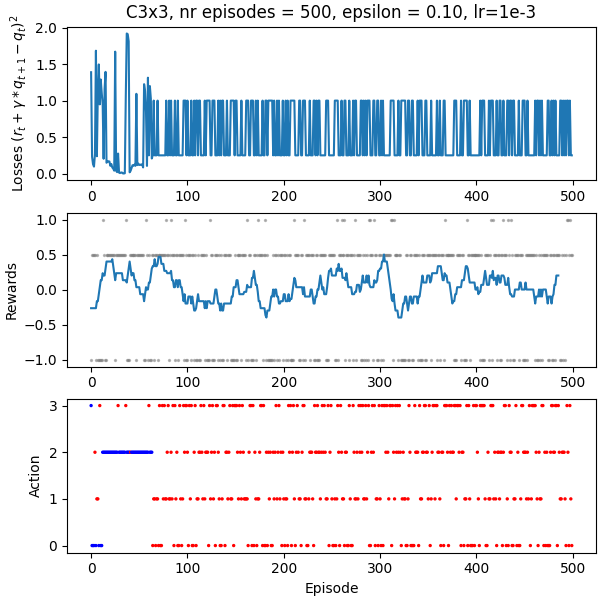 C3x3, nr episodes = 500, epsilon = 0.10, lr=1e-3
Losses $(r_t + \gamma * q_{t+1} - q_t)^2$
2.0
1.5
1.0
0.5
0.0
0 100 200 300 400 500
Rewards
1.0
0.5
0.0
−0.5
−1.0
0 100 200 300 400 500
Action
3
2
1
0
0 100 200 300 400 500
Episode